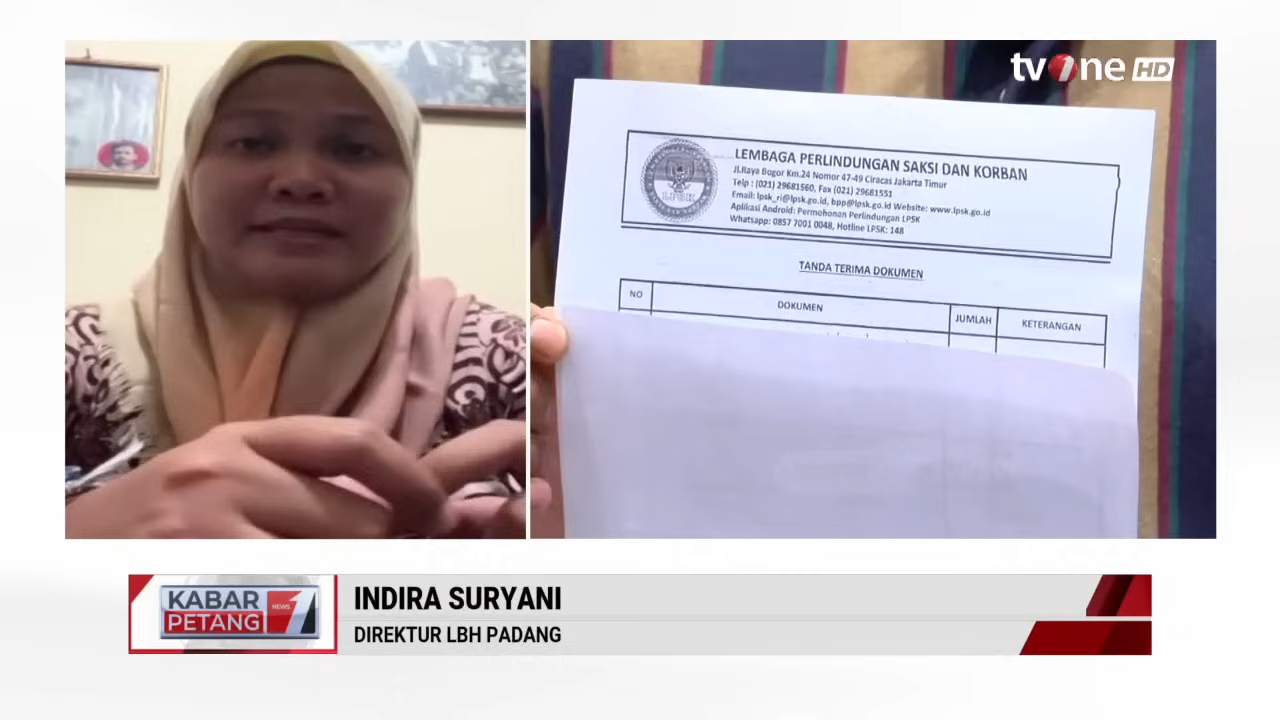 tvOne HD
LEMBAGA PERLINDUNGAN SAKSI DAN KORBAN
Jl.Raya Bogor Km.24 Nomor 47-49 Ciracas Jakarta Timur
Telp : (021) 29681560, Fax (021) 29681551
Email: lpsk_ri@lpsk.go.id, bpp@lpsk.go.id Website: www.lpsk.go.id
Aplikasi Android: Permohonan Perlindungan LPSK
Whatsapp: 0857 7001 0048, Hotline LPSK: 148
LPSK
TANDA TERIMA DOKUMEN
NO DOKUMEN JUMLAH KETERANGAN
KABAR PETANG
NEWS 1
INDIRA SURYANI
DIREKTUR LBH PADANG